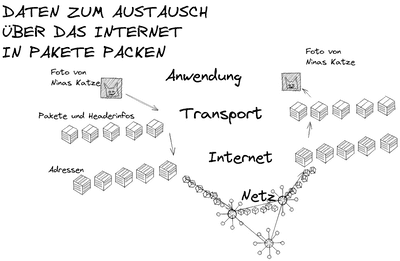 DATEN ZUM AUSTAUSCH
ÜBER DAS INTERNET
IN PAKETE PACKEN
Foto von
Ninas Katze
Anwendung
Foto von
Ninas Katze
Pakete und Headerinfos
Transport
Internet
Adressen
Netz